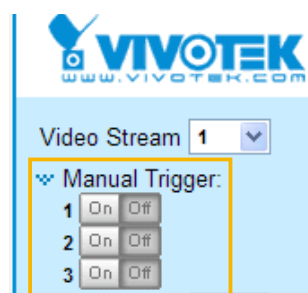 VIVOTEK
www.vivotek.com
Video Stream 1
Manual Trigger:
1 On Off
2 On Off
3 On Off